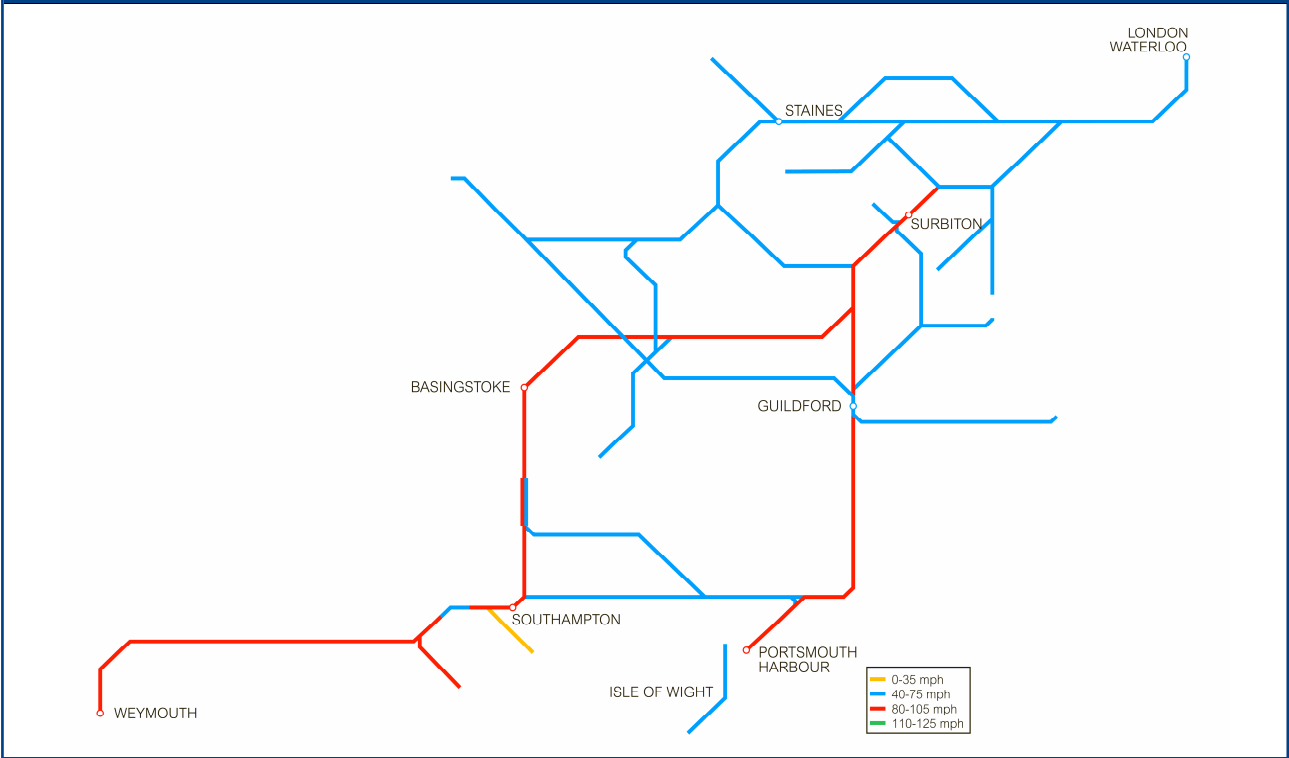 LONDON
WATERLOO
STAINES
SURBITON
BASINGSTOKE
GUILDFORD
SOUTHAMPTON
PORTSMOUTH
HARBOUR
ISLE OF WIGHT
WEYMOUTH
0-35 mph
40-75 mph
80-105 mph
110-125 mph